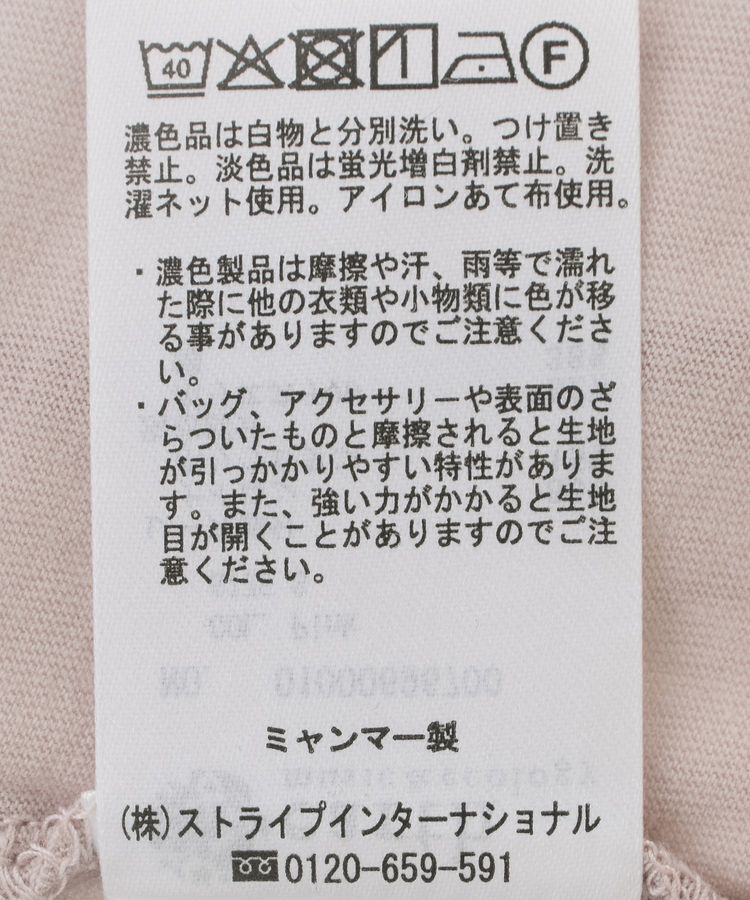 40 F
濃色品は白物と分別洗い。つけ置き
禁止。淡色品は蛍光増白剤禁止。洗
濯ネット使用。アイロンあて布使用。
・濃色製品は摩擦や汗、雨等で濡れ
た際に他の衣類や小物類に色が移
る事がありますのでご注意くださ
い。
・バッグ、アクセサリーや表面のざ
らついたものと摩擦されると生地
が引っかかりやすい特性がありま
す。また、強い力がかかると生地
目が開くことがありますのでご注
意ください。
COL. Pink
NO. 01000696700
ミャンマー製
music & ecology
(株)ストライプインターナショナル
0120-659-591